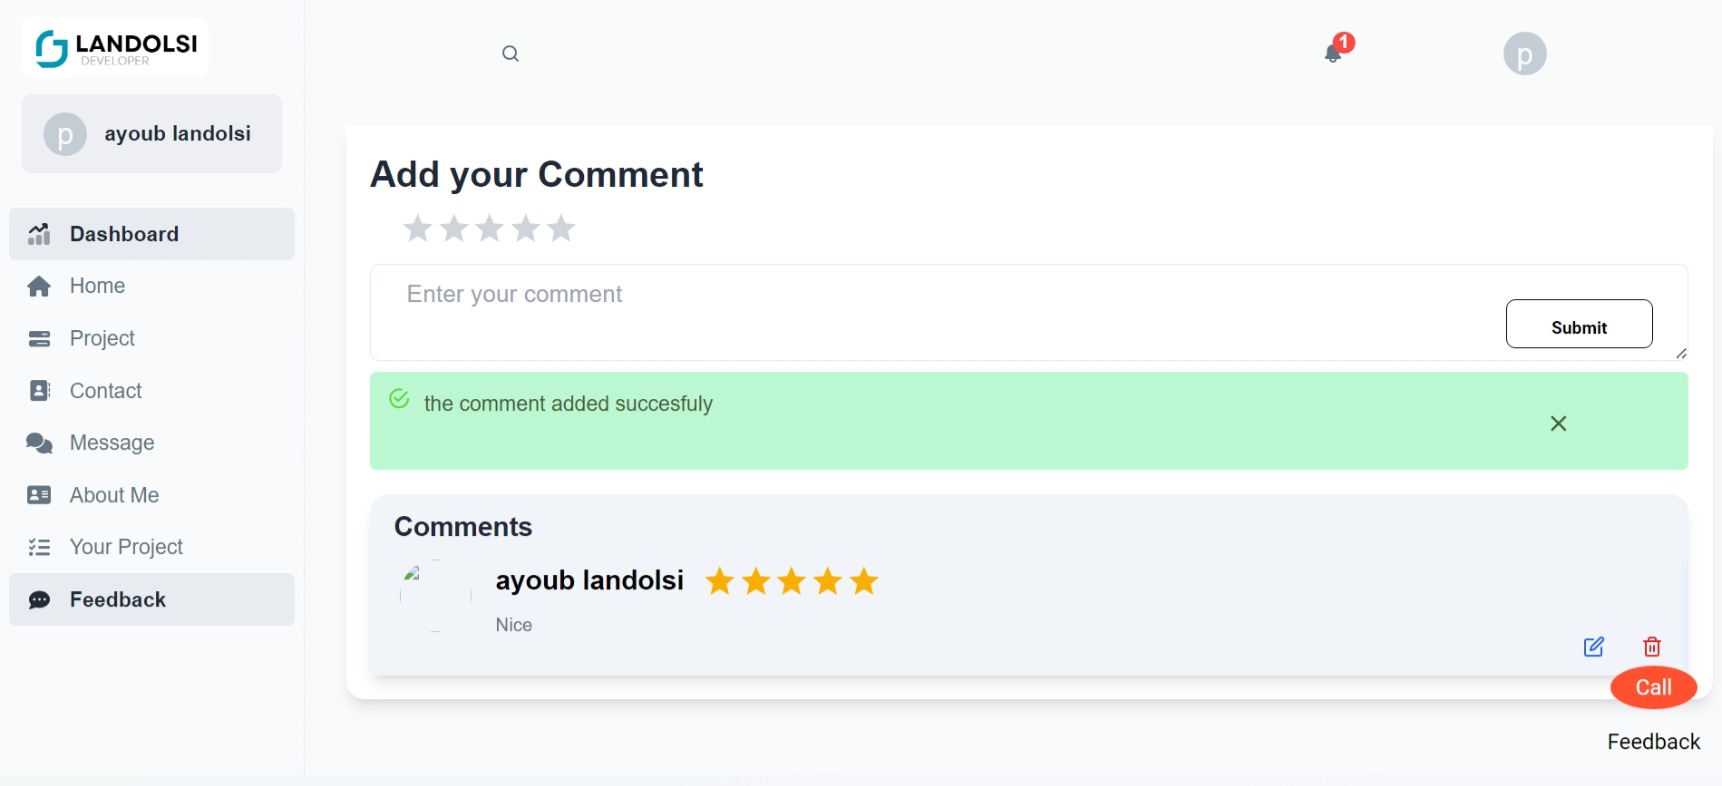 LANDOLSI
DEVELOPER
1
p
p
ayoub landolsi
Dashboard
Home
Project
Contact
Message
About Me
Your Project
Feedback
Add your Comment
Enter your comment
Submit
the comment added succesfuly
Comments
ayoub landolsi
Nice
Call
Feedback